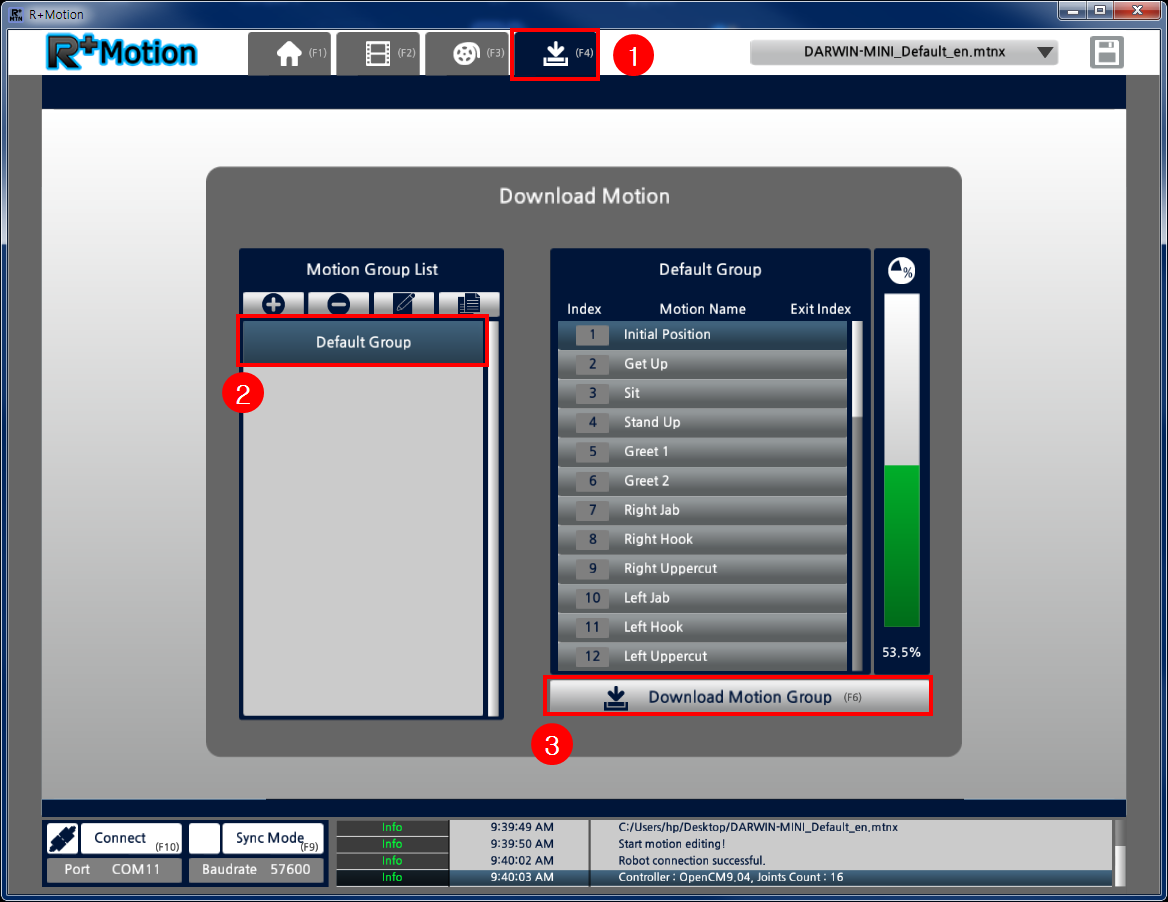 R+ MTN R+Motion
R+Motion
(F1)
(F2)
(F3)
(F4)
1
DARWIN-MINI_Default_en.mtnx
Download Motion
Motion Group List
Default Group
2
Default Group
%
Index Motion Name Exit Index
1 Initial Position
2 Get Up
3 Sit
4 Stand Up
5 Greet 1
6 Greet 2
7 Right Jab
8 Right Hook
9 Right Uppercut
10 Left Jab
11 Left Hook
12 Left Uppercut
53.5%
Download Motion Group (F6)
3
Connect (F10)
Sync Mode (F9)
Port COM11
Baudrate 57600
Info 9:39:49 AM C:/Users/hp/Desktop/DARWIN-MINI_Default_en.mtnx
Info 9:39:50 AM Start motion editing!
Info 9:40:02 AM Robot connection successful.
Info 9:40:03 AM Controller : OpenCM9.04, Joints Count : 16